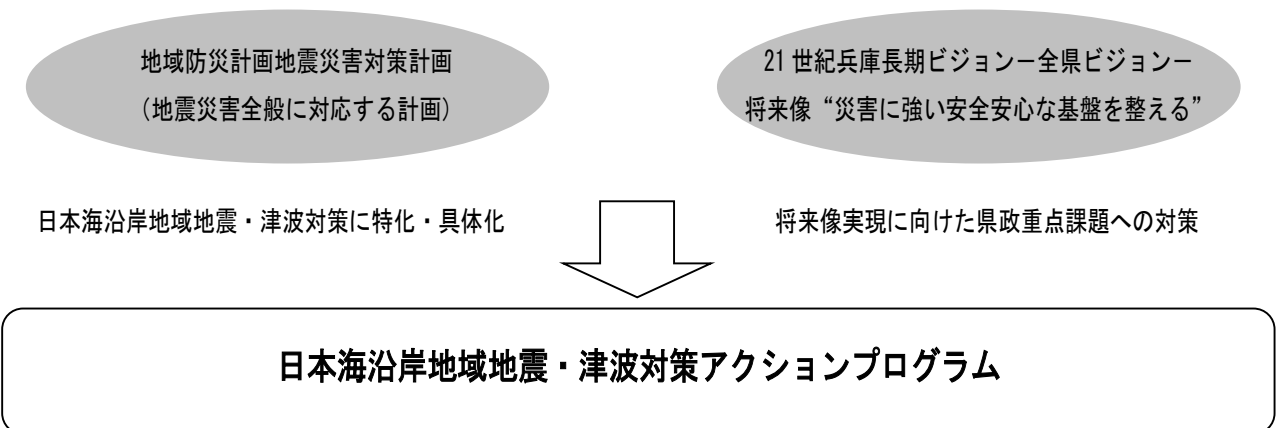 地域防災計画地震災害対策計画
(地震災害全般に対応する計画)
21 世紀兵庫長期ビジョンー全県ビジョンー
将来像“災害に強い安全安心な基盤を整える”
日本海沿岸地域地震・津波対策に特化・具体化
将来像実現に向けた県政重点課題への対策
日本海沿岸地域地震・津波対策アクションプログラム